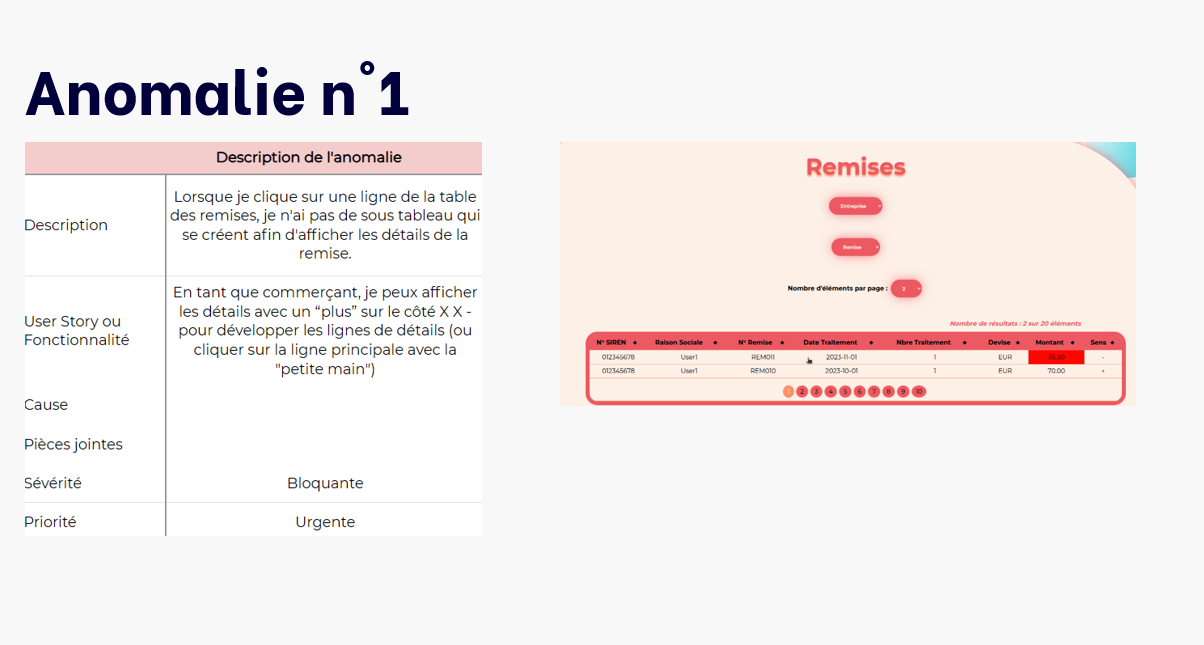 Anomalie n°1
Description de l'anomalie
Description
Lorsque je clique sur une ligne de la table
des remises, je n'ai pas de sous tableau qui
se créent afin d'afficher les détails de la
remise.
User Story ou
Fonctionnalité
En tant que commerçant, je peux afficher
les détails avec un “plus” sur le côté X X -
pour développer les lignes de détails (ou
cliquer sur la ligne principale avec la
"petite main")
Cause
Pièces jointes
Sévérité
Bloquante
Priorité
Urgente
Remises
Entreprise
Remise
Nombre d'éléments par page : 2
Nombre de résultats : 2 sur 20 éléments
N° SIREN Raison Sociale N° Remise Date Traitement Nbre Traitement Devise Montant Sens
012345678 User1 REM011 2023-11-01 1 EUR -
012345678 User1 REM010 2023-10-01 1 EUR 70.00 +
1 2 3 4 5 6 7 8 9 10